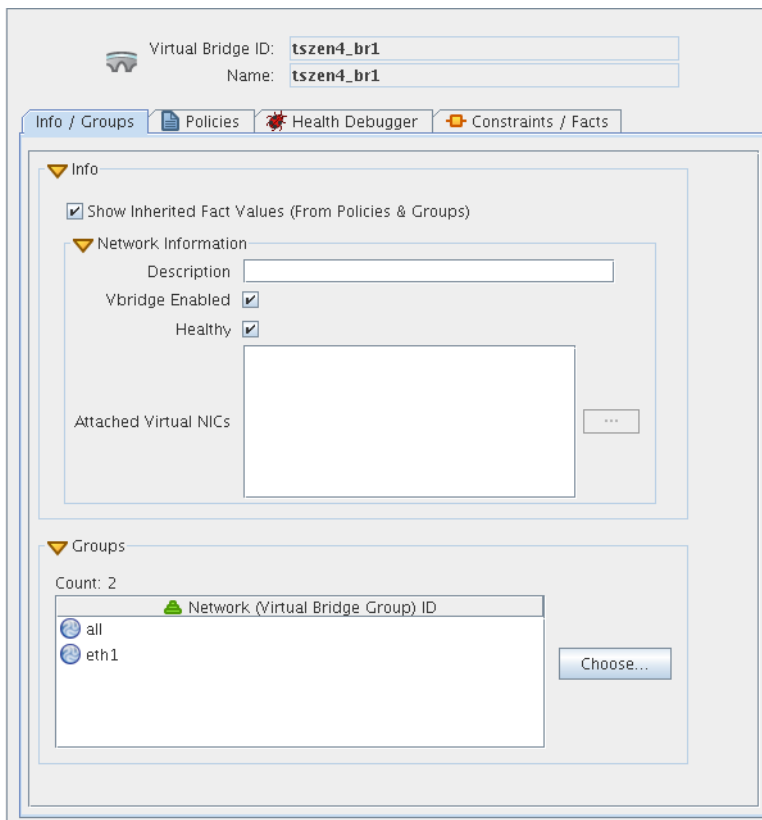 Virtual Bridge ID: tszen4_br1
Name: tszen4_br1
Info / Groups Policies Health Debugger Constraints / Facts
Info
Show Inherited Fact Values (From Policies & Groups)
Network Information
Description
Vbridge Enabled
Healthy
Attached Virtual NICs ...
Groups
Count: 2
Network (Virtual Bridge Group) ID
all
eth1
Choose...